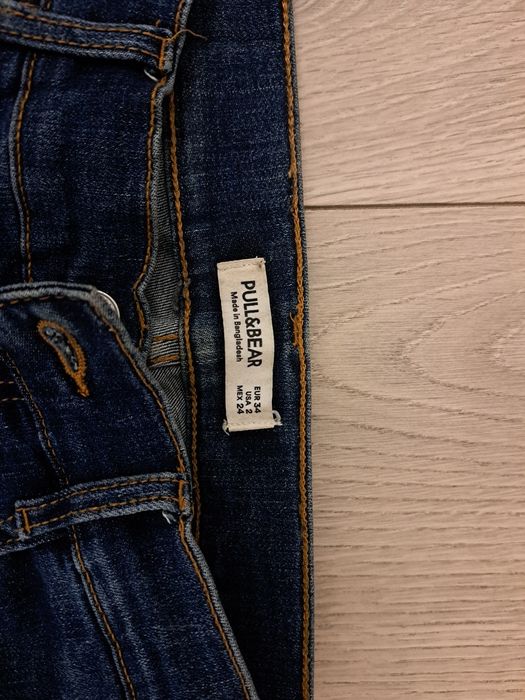 PULL&BEAR
Made in Bangladesh
EUR 34
USA 2
MEX 24